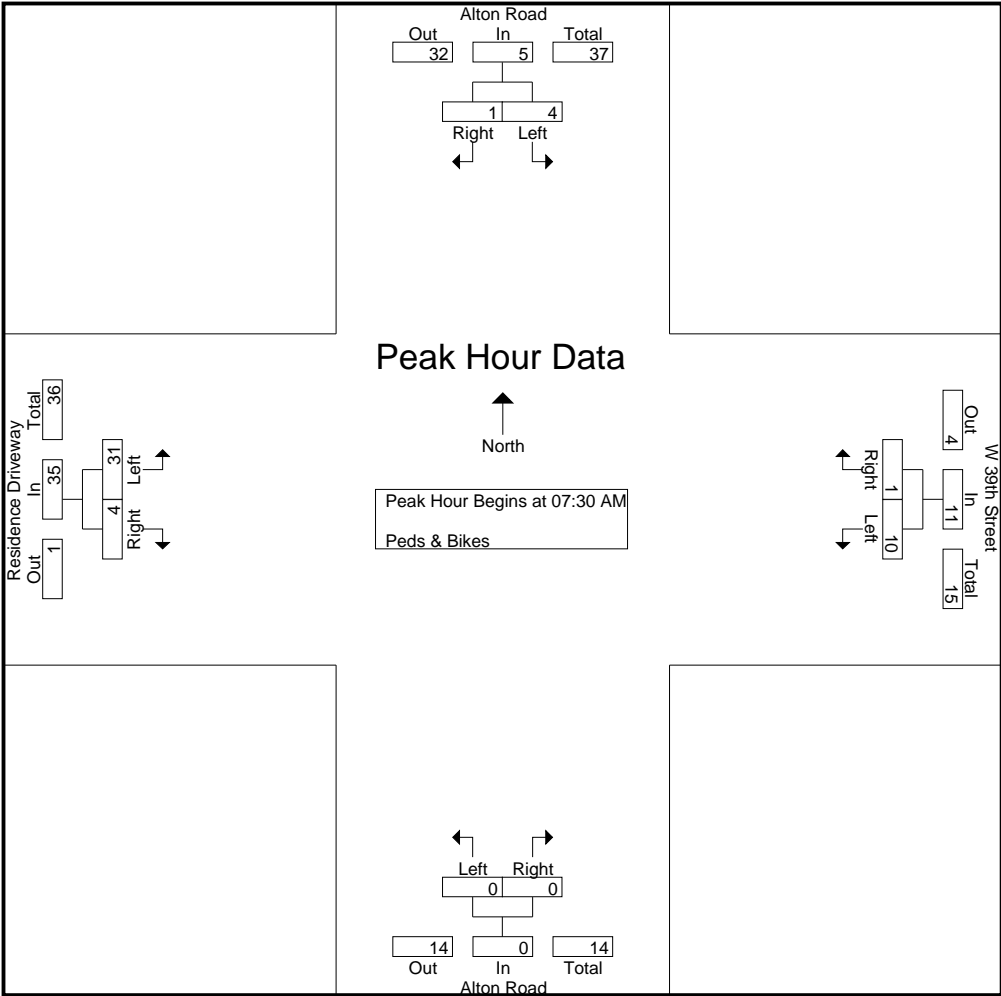 Alton Road
Out In Total
32 5 37
1 4
Right Left
Peak Hour Data
North
Peak Hour Begins at 07:30 AM
Peds & Bikes
Residence Driveway
Out In Total
1 35 36
Left Right
31 4
W 39th Street
Out In Total
4 11 15
Right Left
1 10
Left Right
0 0
14 0 14
Out In Total
Alton Road